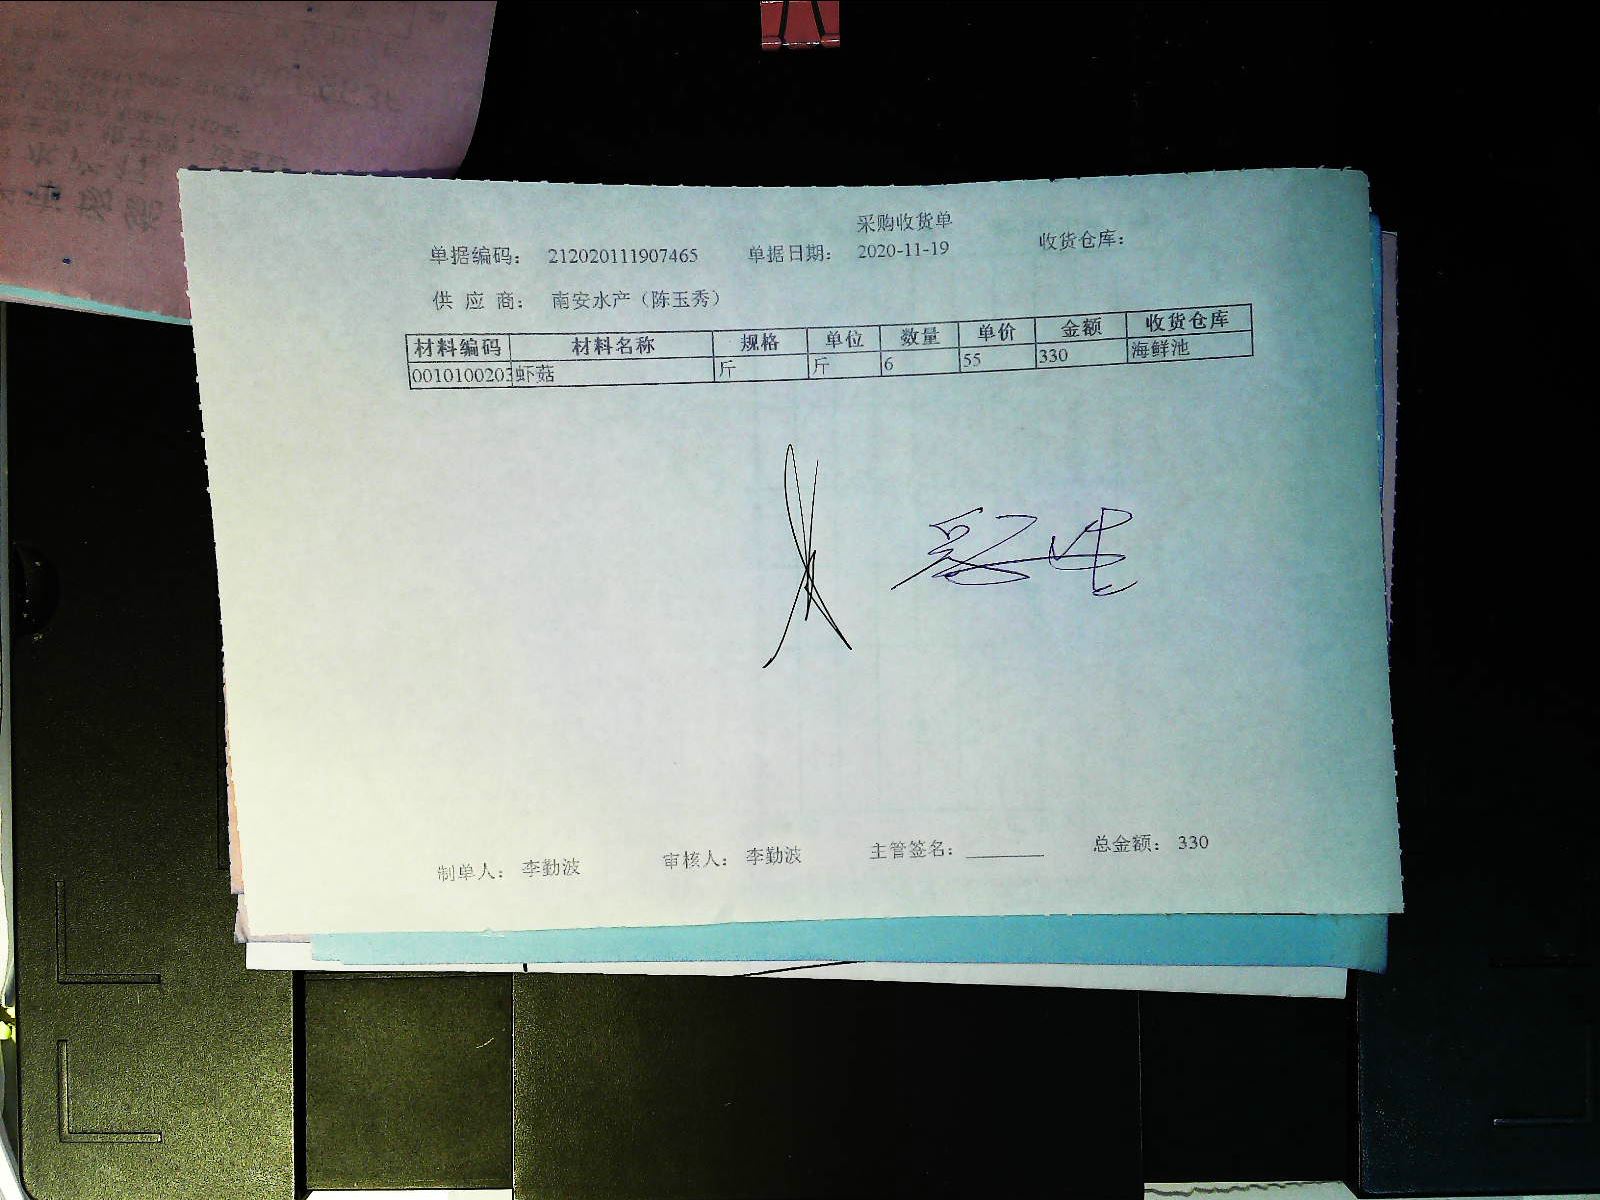 采购收货单
单据编码： 212020111907465 单据日期： 2020-11-19 收货仓库：
供 应 商： 南安水产（陈玉秀）
材料编码 材料名称 规格 单位 数量 单价 金额 收货仓库
0010100203 虾菇 斤 斤 6 55 330 海鲜池
制单人： 李勤波 审核人： 李勤波 主管签名： ________ 总金额： 330